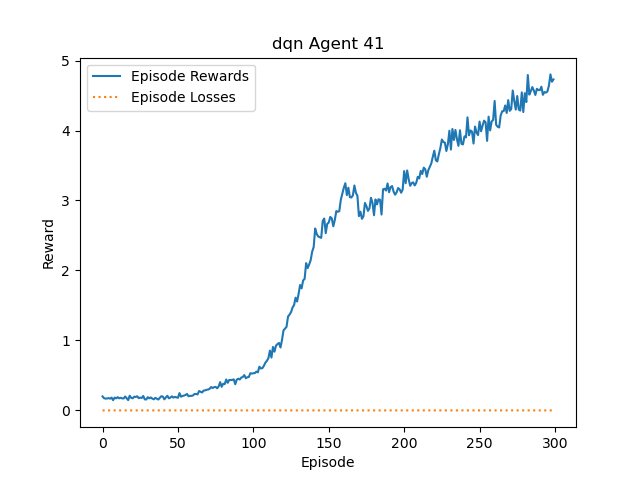 dqn Agent 41
Episode Rewards
Episode Losses
Reward
5
4
3
2
1
0
0 50 100 150 200 250 300
Episode